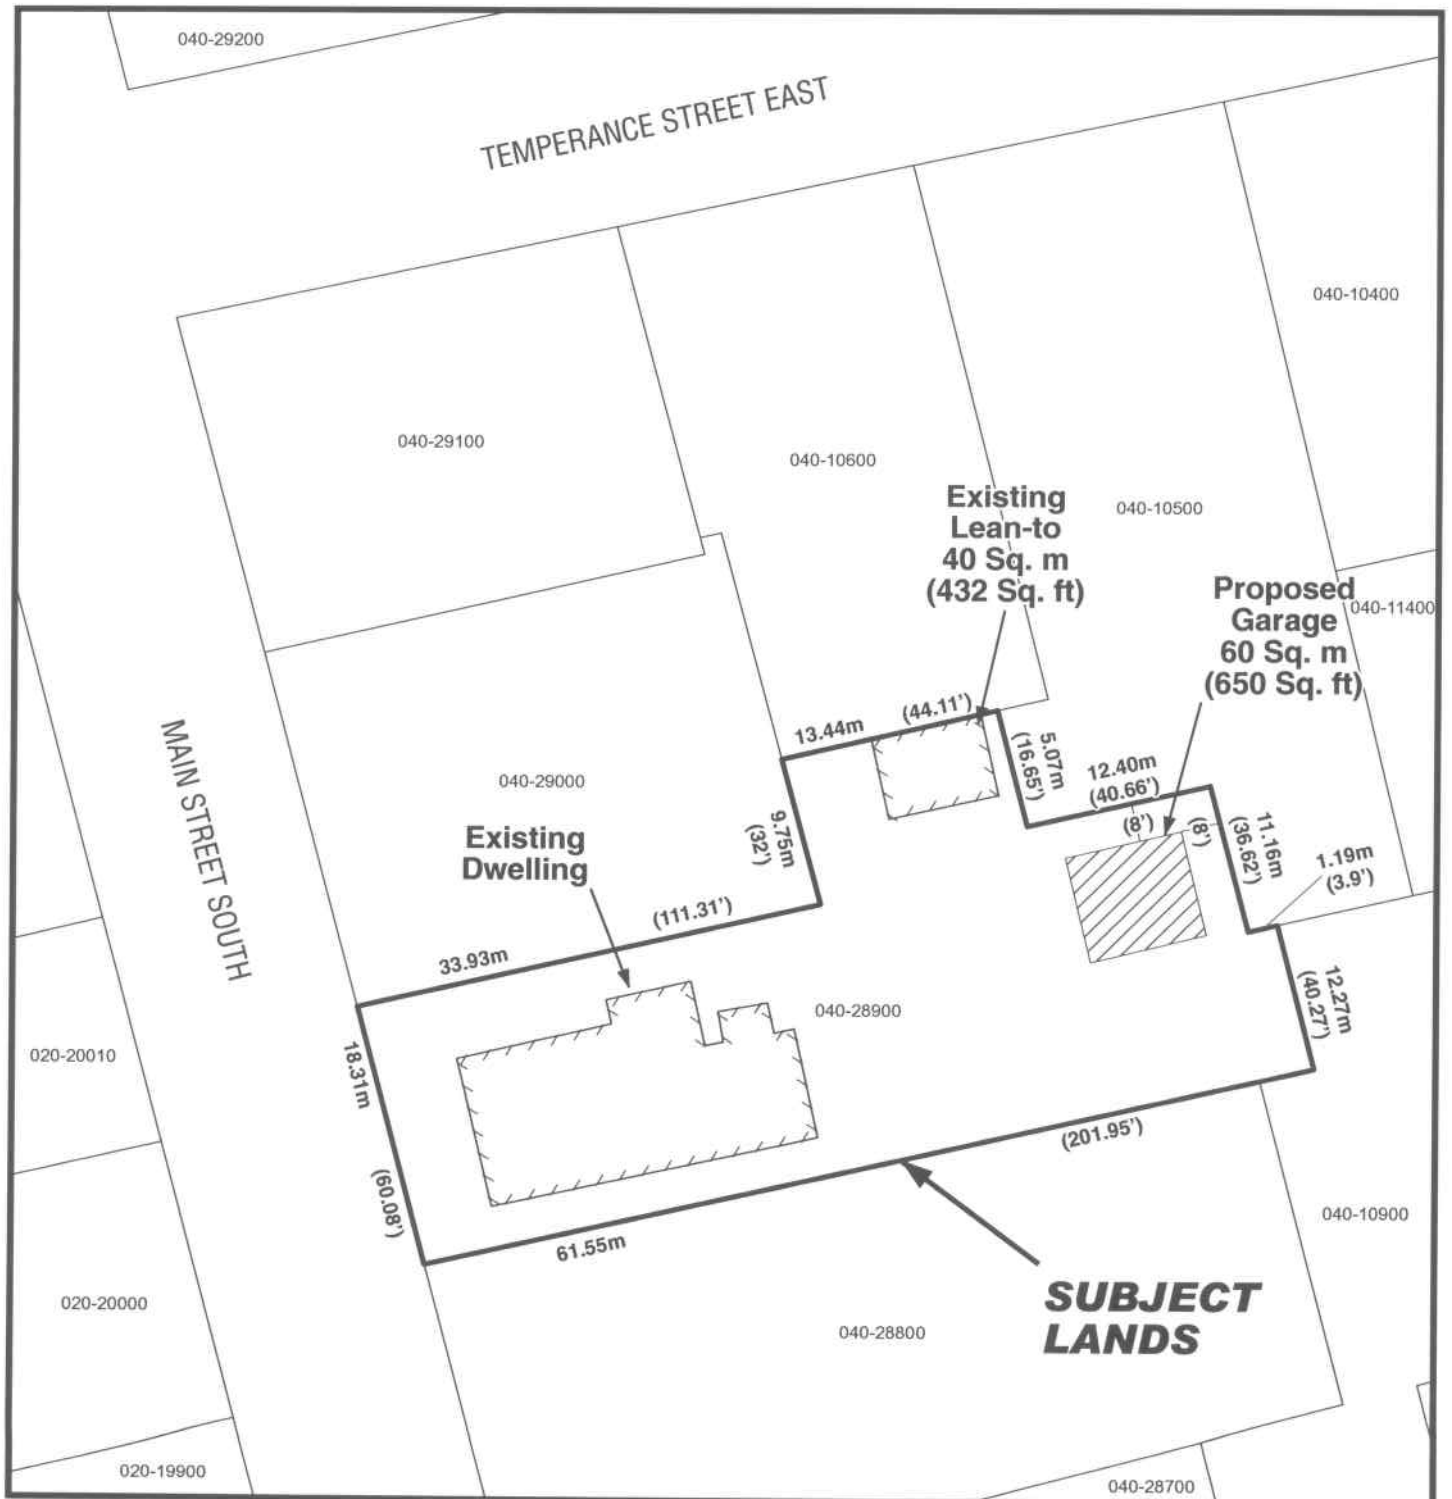 040-29200
TEMPERANCE STREET EAST
040-10400
040-29100
040-10600
Existing
Lean-to
40 Sq. m
(432 Sq. ft)
040-10500
Proposed
Garage
60 Sq. m
(650 Sq. ft)
040-11400
MAIN STREET SOUTH
040-29000
13.44m
(44.11')
5.07m
(16.65')
12.40m
(40.66')
(8')
(8')
11.16m
(36.62')
1.19m
(3.9')
9.75m
(32')
Existing
Dwelling
(111.31')
33.93m
040-28900
12.27m
(40.27')
020-20010
18.31m
(60.08')
(201.95')
61.55m
040-10900
SUBJECT
LANDS
020-20000
040-28800
020-19900
040-28700